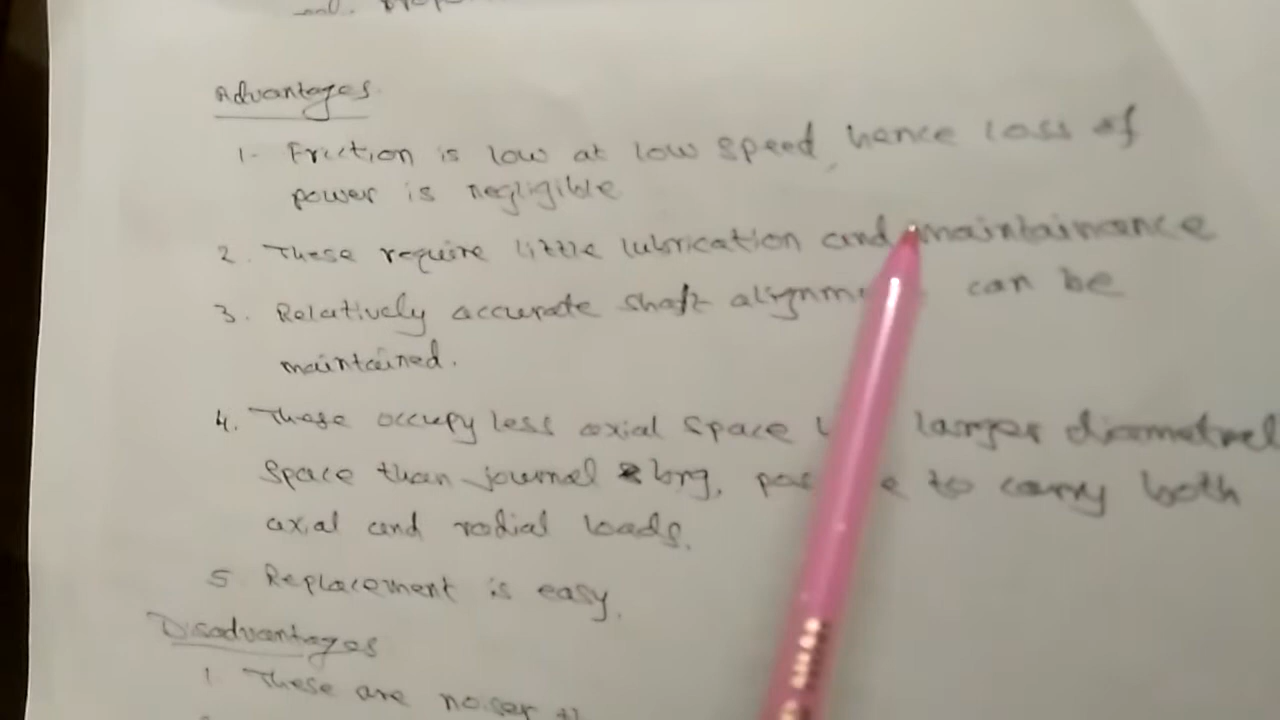 Advantages
1. Friction is low at low speed, hence loss of
power is negligible
2. These require little lubrication and maintainance
3. Relatively accurate shaft can be
maintained.
4. These occupy less axial space larger diametrel
space than journal brg, to carry both
axial and radial loads.
5 Replacement is easy.
Disadvantages
1 These are noiser